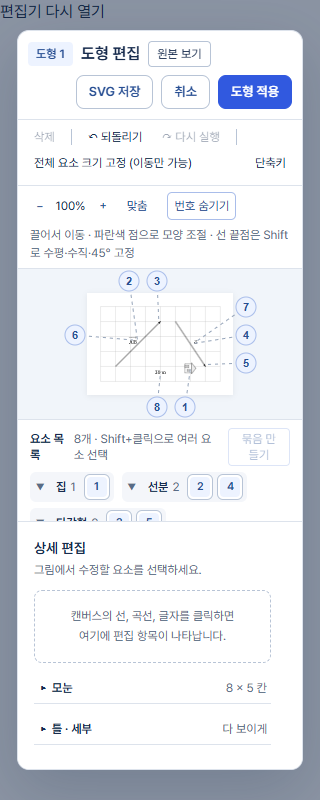 편집기 다시 열기
도형 1 도형 편집 원본 보기
SVG 저장 취소 도형 적용
삭제 되돌리기 다시 실행
전체 요소 크기 고정 (이동만 가능) 단축키
− 100% + 맞춤 번호 숨기기
끌어서 이동 · 파란색 점으로 모양 조절 · 선 끝점은 Shift
로 수평·수직·45° 고정
2 3
7
6 4
5
8 1
요소 목록 8개 · Shift+클릭으로 여러 요소 선택 묶음 만들기
▼ 집 1 1 ▼ 선분 2 2 4
상세 편집
그림에서 수정할 요소를 선택하세요.
캔버스의 선, 곡선, 글자를 클릭하면
여기에 편집 항목이 나타납니다.
▸ 모눈 8 × 5 칸
▸ 틀 · 세부 다 보이게